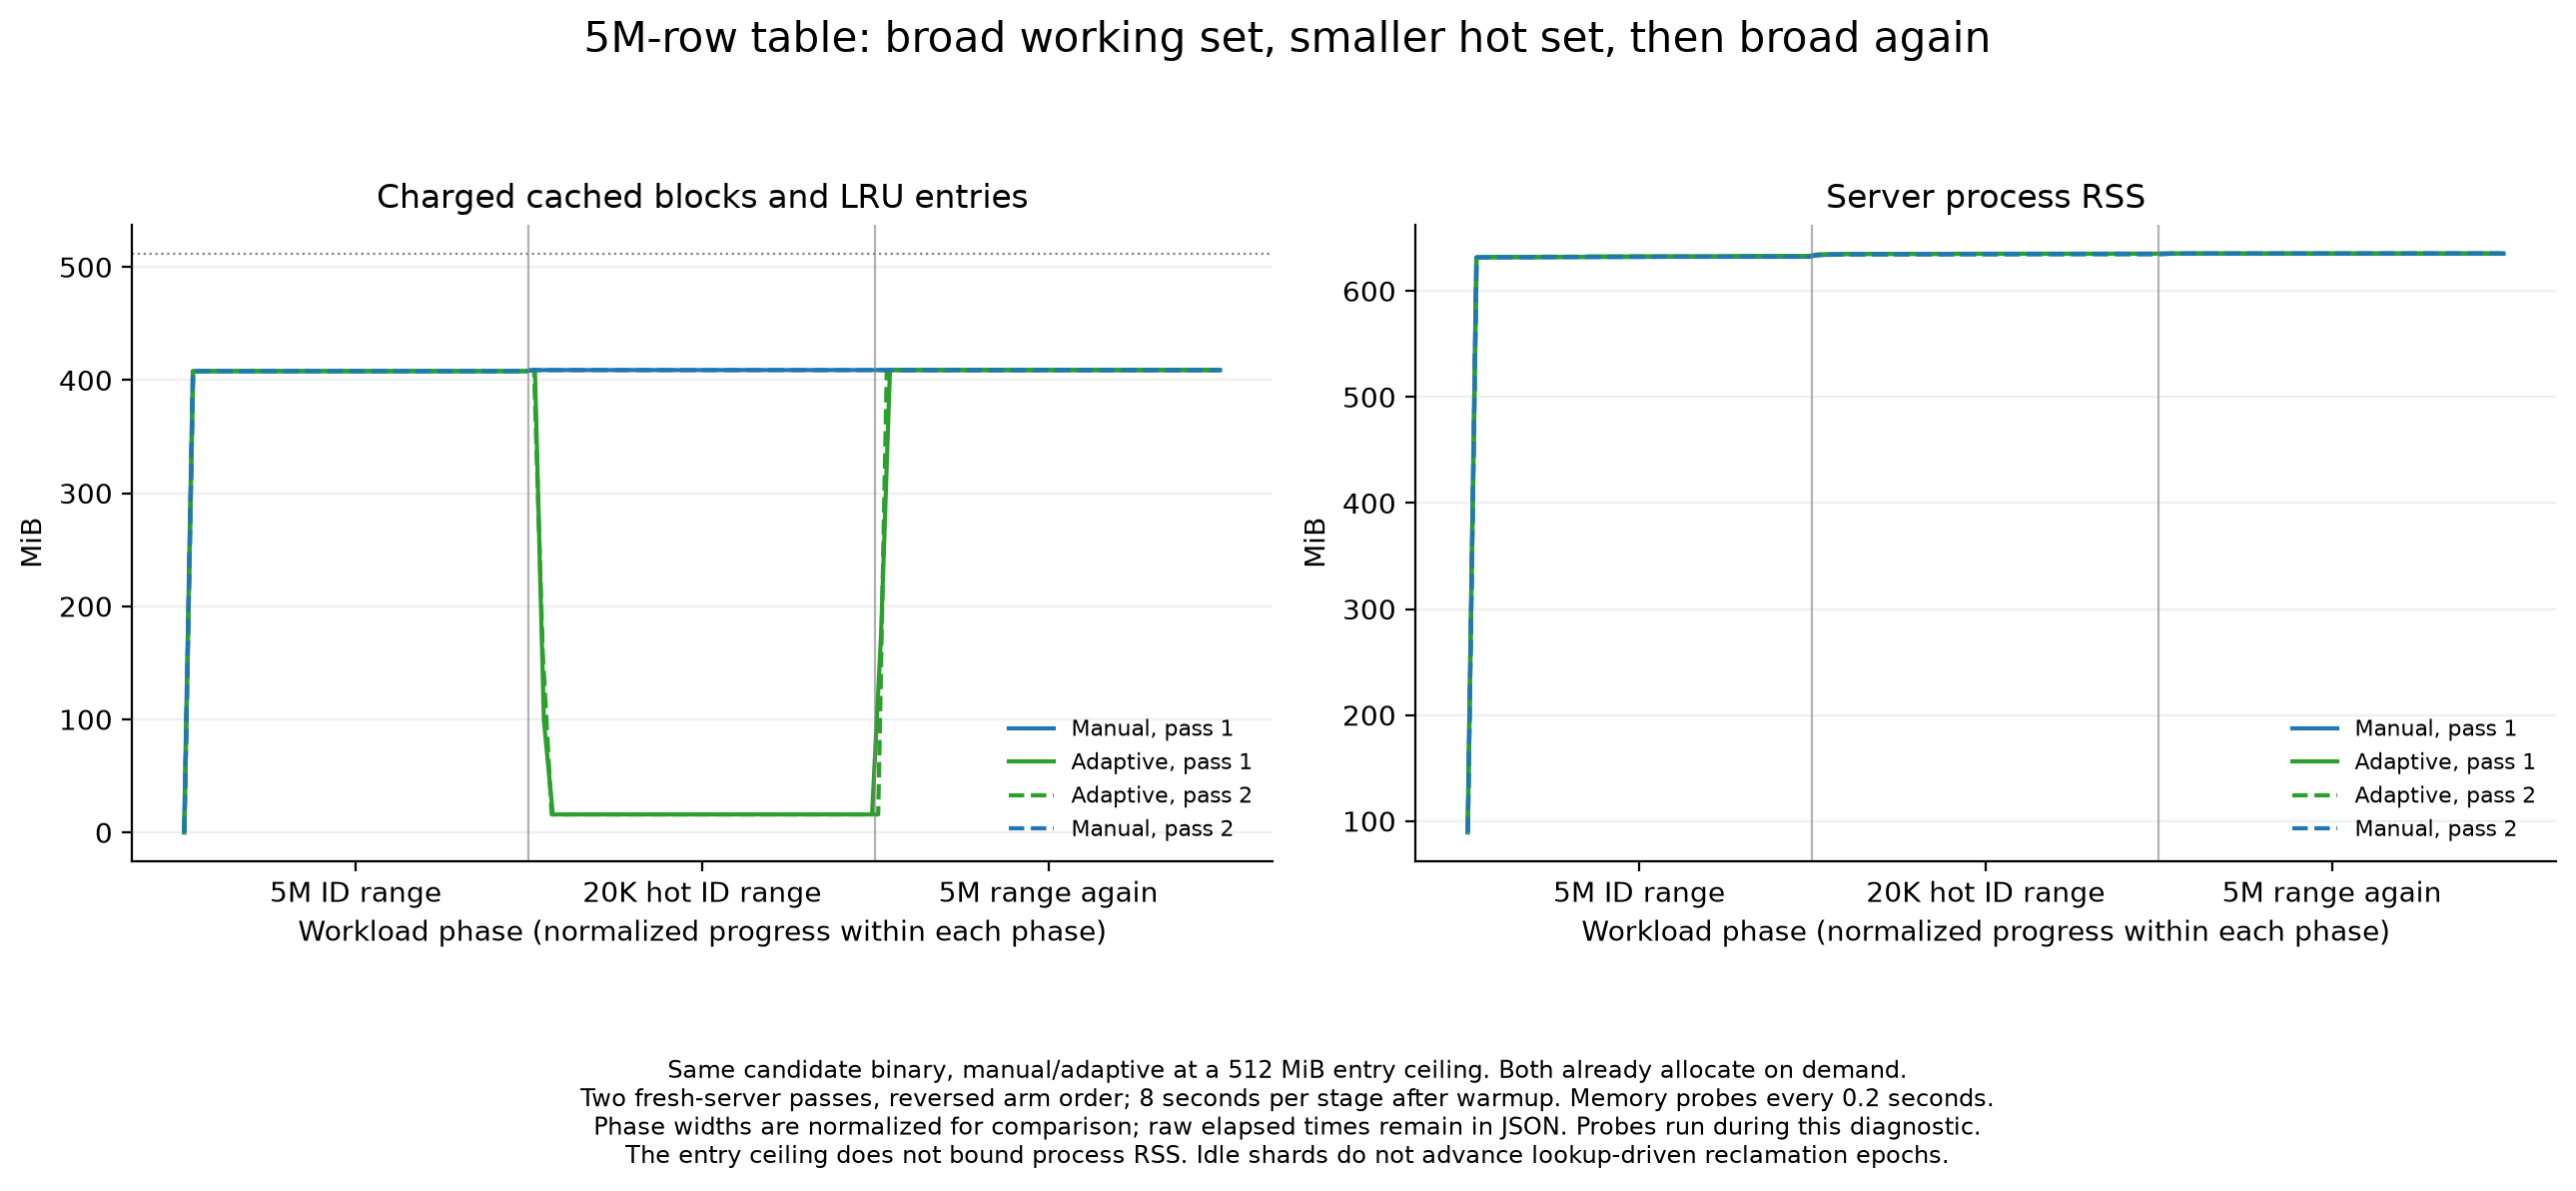 5M-row table: broad working set, smaller hot set, then broad again
Charged cached blocks and LRU entries
500
400
300
200
100
0
MiB
Manual, pass 1
Adaptive, pass 1
Adaptive, pass 2
Manual, pass 2
5M ID range
20K hot ID range
5M range again
Workload phase (normalized progress within each phase)
Server process RSS
600
500
400
300
200
100
MiB
Manual, pass 1
Adaptive, pass 1
Adaptive, pass 2
Manual, pass 2
5M ID range
20K hot ID range
5M range again
Workload phase (normalized progress within each phase)
Same candidate binary, manual/adaptive at a 512 MiB entry ceiling. Both already allocate on demand.
Two fresh-server passes, reversed arm order; 8 seconds per stage after warmup. Memory probes every 0.2 seconds.
Phase widths are normalized for comparison; raw elapsed times remain in JSON. Probes run during this diagnostic.
The entry ceiling does not bound process RSS. Idle shards do not advance lookup-driven reclamation epochs.